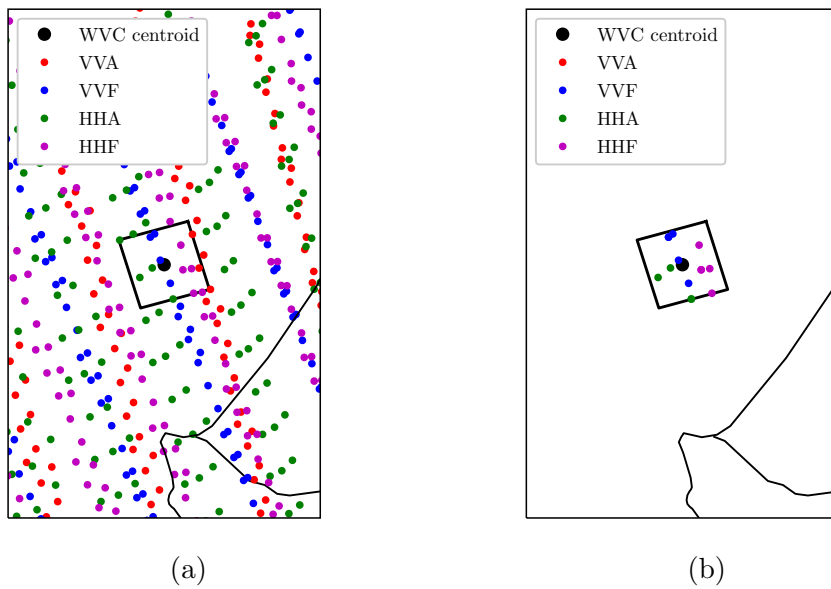 WVC centroid
VVA
VVF
HHA
HHF
WVC centroid
VVA
VVF
HHA
HHF
(a)
(b)